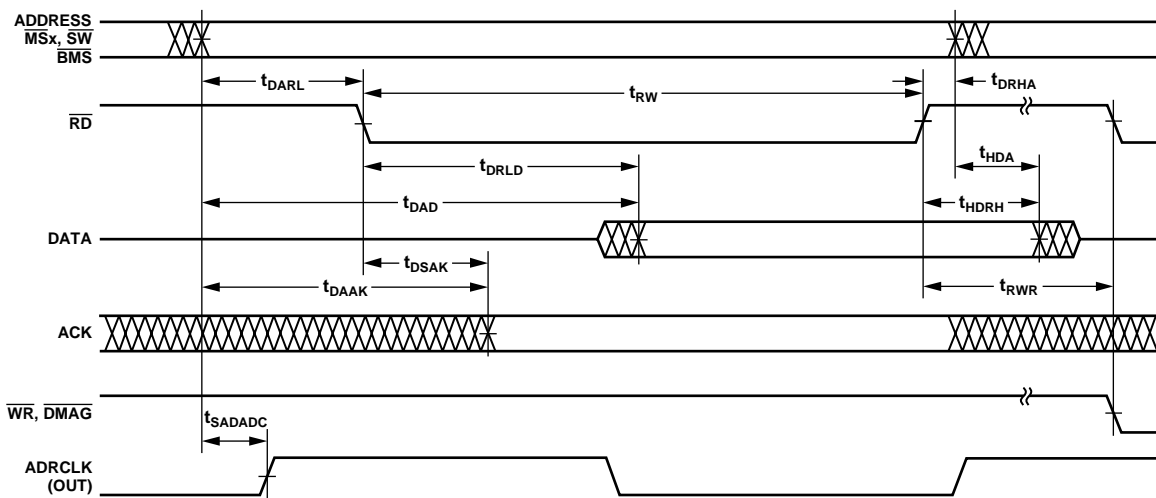 ADDRESS
MSx, SW
BMS
tDARL
tRW
tDRHA
RD
tDRLD
tHDA
tDAD
tHDRH
DATA
tDSAK
tDAAK
tRWR
ACK
WR, DMAG
tSADADC
ADRCLK
(OUT)